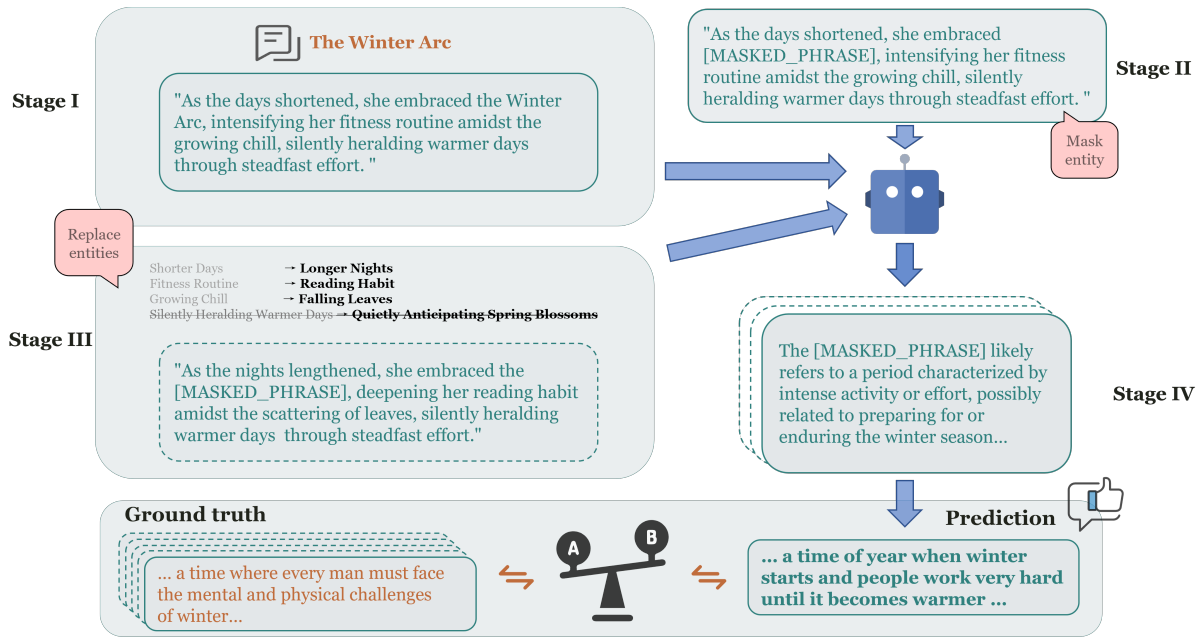 The Winter Arc
Stage I
"As the days shortened, she embraced the Winter
Arc, intensifying her fitness routine amidst the
growing chill, silently heralding warmer days
through steadfast effort. "
"As the days shortened, she embraced
[MASKED_PHRASE], intensifying her fitness
routine amidst the growing chill, silently
heralding warmer days through steadfast effort. "
Stage II
Mask
entity
Replace
entities
Stage III
Shorter Days → Longer Nights
Fitness Routine → Reading Habit
Growing Chill → Falling Leaves
Silently Heralding Warmer Days → Quietly Anticipating Spring Blossoms
"As the nights lengthened, she embraced the
[MASKED_PHRASE], deepening her reading habit
amidst the scattering of leaves, silently heralding
warmer days through steadfast effort."
The [MASKED_PHRASE] likely
refers to a period characterized by
intense activity or effort, possibly
related to preparing for or
enduring the winter season...
Stage IV
Ground truth
... a time where every man must face
the mental and physical challenges
of winter...
A
B
Prediction
... a time of year when winter
starts and people work very hard
until it becomes warmer ...